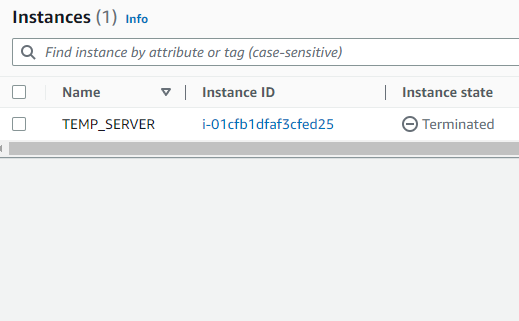 Instances (1) Info
Find instance by attribute or tag (case-sensitive)
Name Instance ID Instance state
TEMP_SERVER i-01cfb1dfaf3cfed25 Terminated